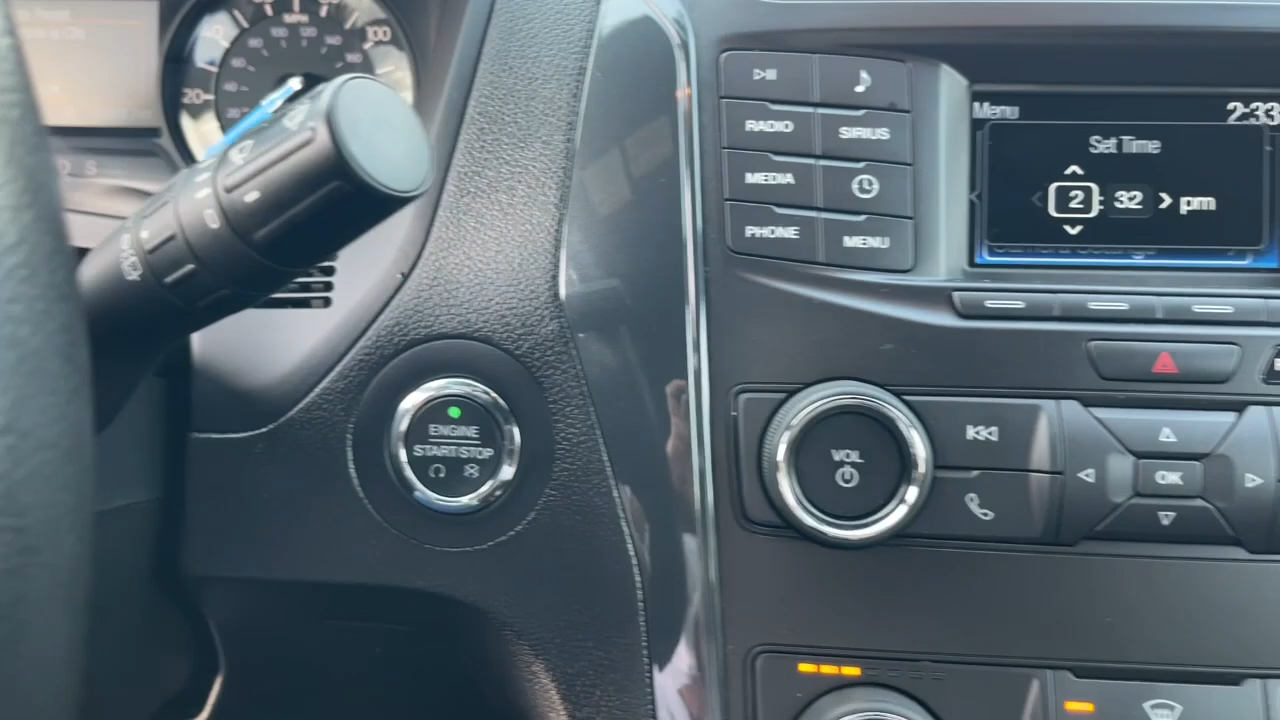 MPH
100
20
D S
ENGINE
START STOP
RADIO
SIRIUS
MEDIA
PHONE
MENU
Menu
2:33
Set Time
2 : 32 pm
VOL
OK